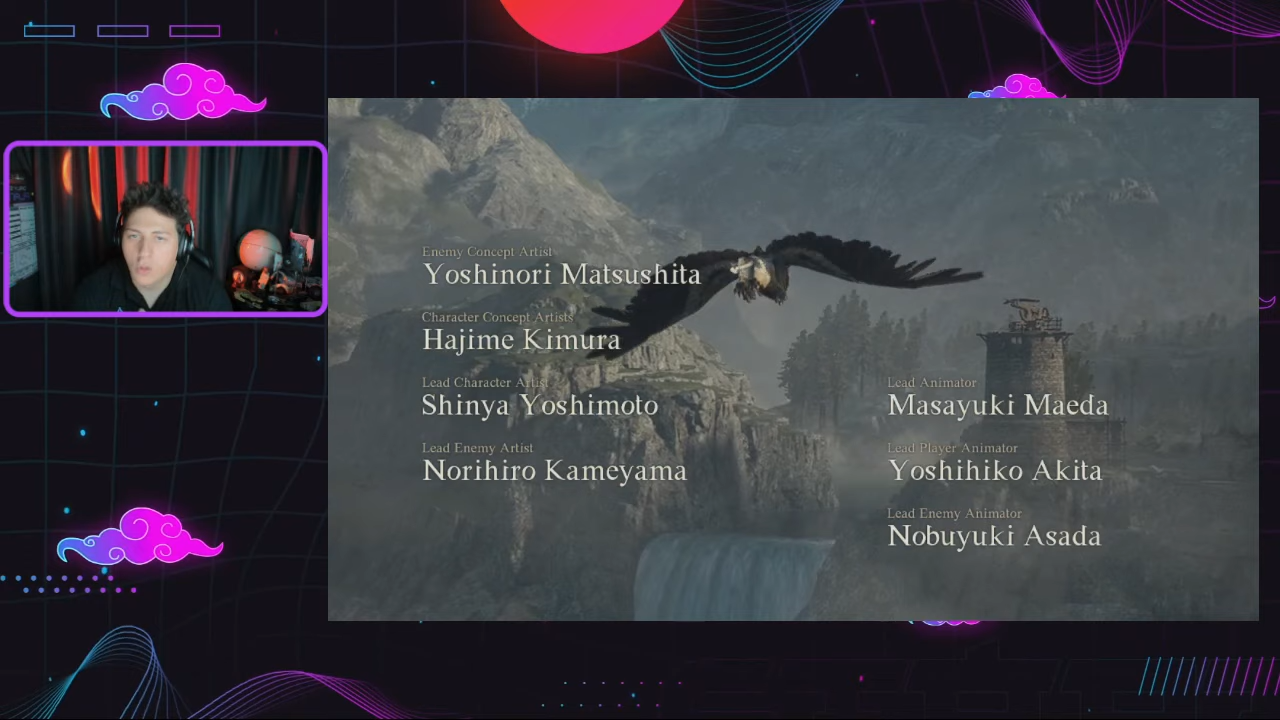 Enemy Concept Artist
Yoshinori Matsushita
Character Concept Artists
Hajime Kimura
Lead Character Artist
Shinya Yoshimoto
Lead Enemy Artist
Norihiro Kameyama
Lead Animator
Masayuki Maeda
Lead Player Animator
Yoshihiko Akita
Lead Enemy Animator
Nobuyuki Asada